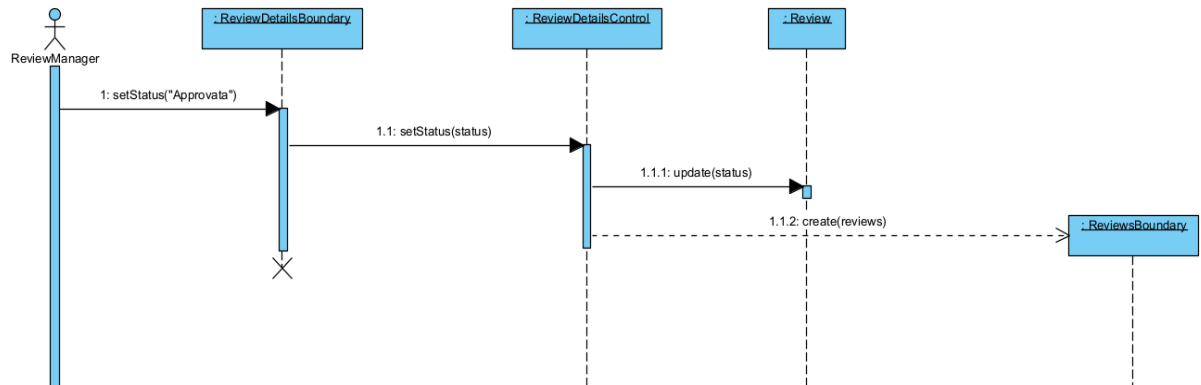 : ReviewDetailsBoundary
: ReviewDetailsControl
: Review
ReviewManager
1: setStatus("Approvata")
1.1: setStatus(status)
1.1.1: update(status)
1.1.2: create(reviews)
: ReviewsBoundary